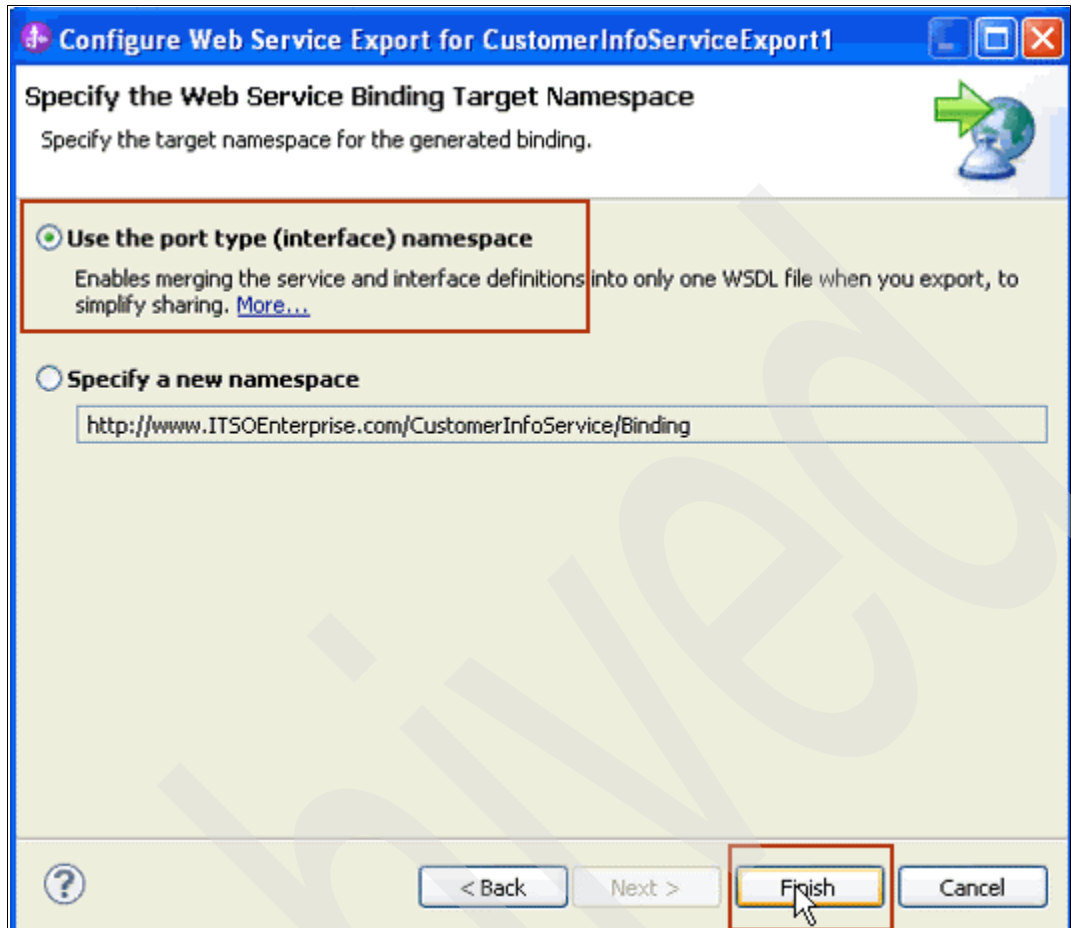 Configure Web Service Export for CustomerInfoServiceExport1
Specify the Web Service Binding Target Namespace
Specify the target namespace for the generated binding.
Use the port type (interface) namespace
Enables merging the service and interface definitions into only one WSDL file when you export, to
simplify sharing. More...
Specify a new namespace
http://www.ITSOEnterprise.com/CustomerInfoService/Binding
? < Back Next > Finish Cancel